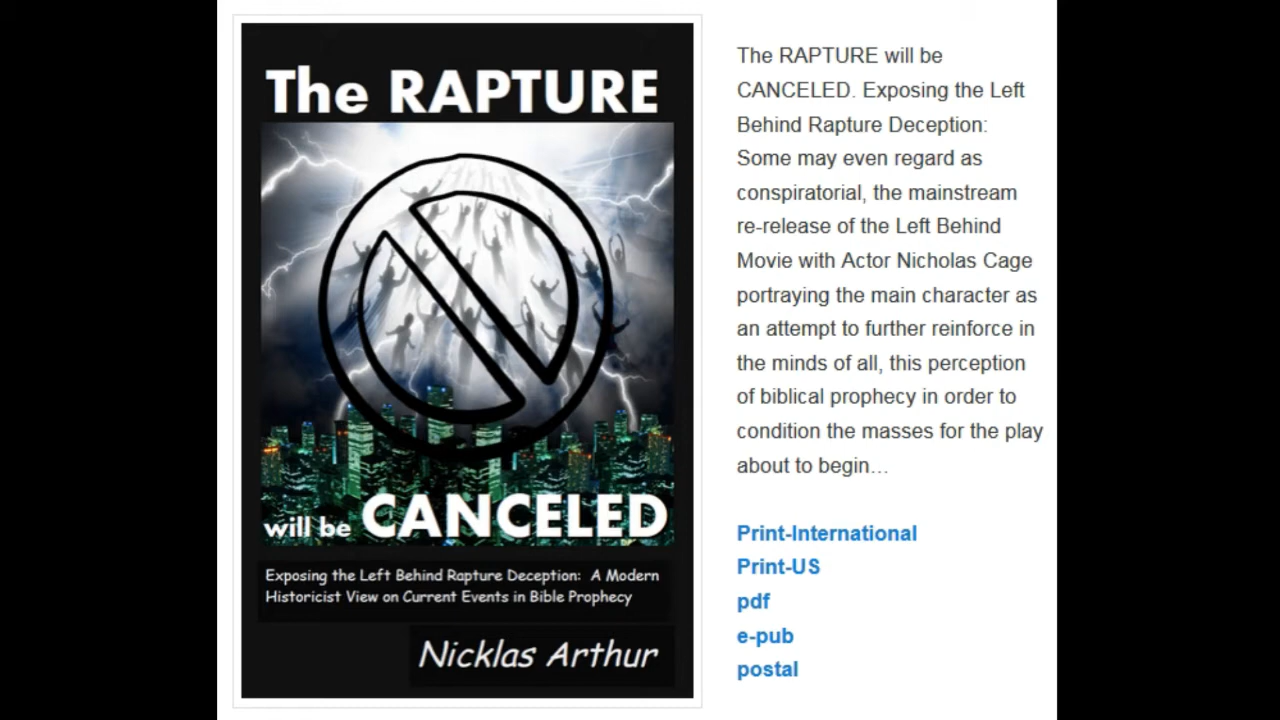 The RAPTURE
will be CANCELED
Exposing the Left Behind Rapture Deception: A Modern
Historicist View on Current Events in Bible Prophecy
Nicklas Arthur
The RAPTURE will be
CANCELED. Exposing the Left
Behind Rapture Deception:
Some may even regard as
conspiratorial, the mainstream
re-release of the Left Behind
Movie with Actor Nicholas Cage
portraying the main character as
an attempt to further reinforce in
the minds of all, this perception
of biblical prophecy in order to
condition the masses for the play
about to begin…
Print-International
Print-US
pdf
e-pub
postal